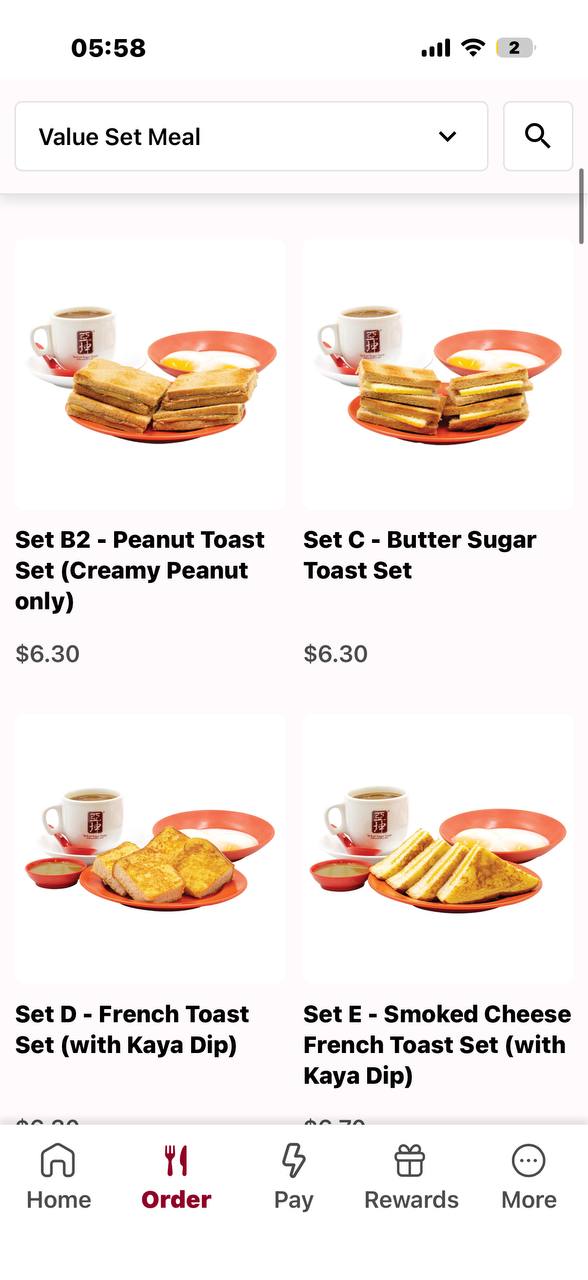 05:58
2
Value Set Meal
Set B2 - Peanut Toast
Set (Creamy Peanut
only)
$6.30
Set C - Butter Sugar
Toast Set
$6.30
Set D - French Toast
Set (with Kaya Dip)
Set E - Smoked Cheese
French Toast Set (with
Kaya Dip)
Home
Order
Pay
Rewards
More